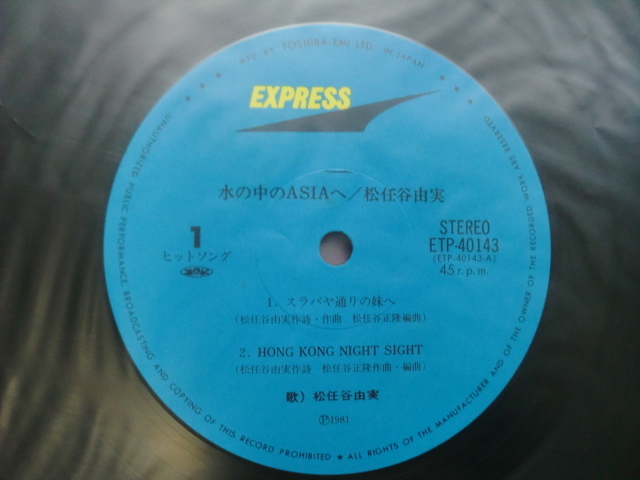 MFD. BY TOSHIBA-EMI LTD. IN JAPAN
EXPRESS
水の中のASIAへ/松任谷由実
1
ヒットソング
STEREO
ETP-40143
(ETP-40143-A)
45 r.p.m.
1. スラバヤ通りの妹へ
(松任谷由実作詩・作曲 松任谷正隆編曲)
2. HONG KONG NIGHT SIGHT
(松任谷由実作詩 松任谷正隆作曲・編曲)
歌) 松任谷由実
Ⓟ1981
★ ALL RIGHTS OF THE MANUFACTURER AND OF THE OWNER OF THE RECORDED WORK ARE RESERVED
UNAUTHORIZED PUBLIC PERFORMANCE, BROADCASTING AND COPYING OF THIS RECORD PROHIBITED